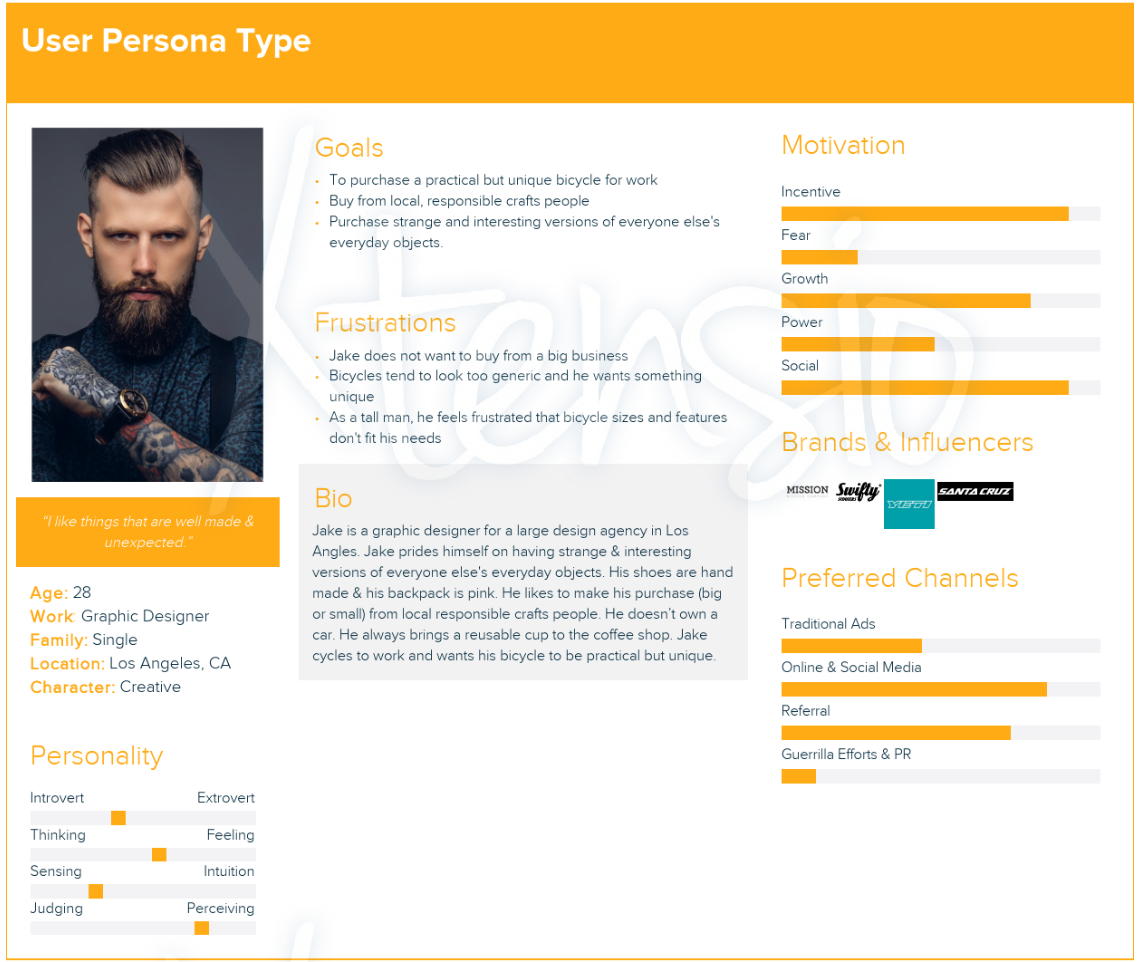 User Persona Type
"I like things that are well made &
unexpected."
Age: 28
Work: Graphic Designer
Family: Single
Location: Los Angeles, CA
Character: Creative
Personality
Introvert Extrovert
Thinking Feeling
Sensing Intuition
Judging Perceiving
Goals
• To purchase a practical but unique bicycle for work
• Buy from local, responsible crafts people
• Purchase strange and interesting versions of everyone else's
everyday objects.
Frustrations
• Jake does not want to buy from a big business
• Bicycles tend to look too generic and he wants something
unique
• As a tall man, he feels frustrated that bicycle sizes and features
don't fit his needs
Bio
Jake is a graphic designer for a large design agency in Los
Angles. Jake prides himself on having strange & interesting
versions of everyone else's everyday objects. His shoes are hand
made & his backpack is pink. He likes to make his purchase (big
or small) from local responsible crafts people. He doesn't own a
car. He always brings a reusable cup to the coffee shop. Jake
cycles to work and wants his bicycle to be practical but unique.
Motivation
Incentive
Fear
Growth
Power
Social
Brands & Influencers
MISSION
Swifty
SCOOTERS
YETI
SANTA CRUZ
Preferred Channels
Traditional Ads
Online & Social Media
Referral
Guerrilla Efforts & PR
Xtensio